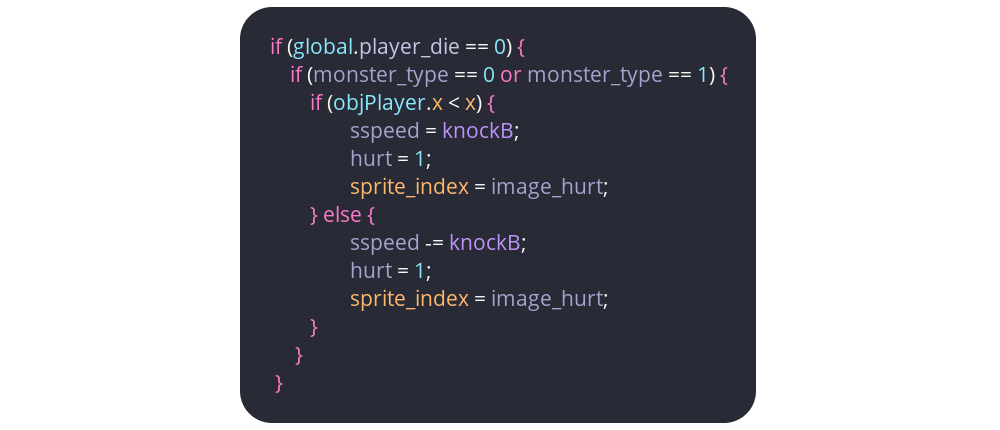 if (global.player_die == 0) {
if (monster_type == 0 or monster_type == 1) {
if (objPlayer.x < x) {
sspeed = knockB;
hurt = 1;
sprite_index = image_hurt;
} else {
sspeed -= knockB;
hurt = 1;
sprite_index = image_hurt;
}
}
}